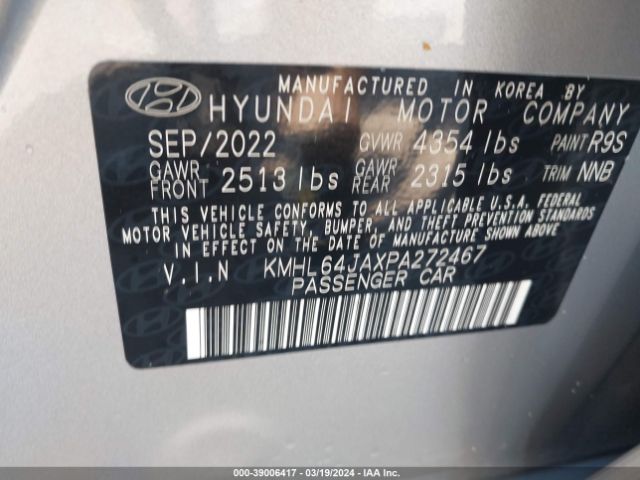 MANUFACTURED IN KOREA BY
HYUNDAI MOTOR COMPANY
SEP/2022 GVWR 4354 lbs PAINT R9S
GAWR FRONT 2513 lbs GAWR REAR 2315 lbs TRIM NNB
THIS VEHICLE CONFORMS TO ALL APPLICABLE U.S.A. FEDERAL
MOTOR VEHICLE SAFETY, BUMPER, AND THEFT PREVENTION STANDARDS
IN EFFECT ON THE DATE OF MANUFACTURE SHOWN ABOVE
V.I.N KMHL64JAXPA272467
PASSENGER CAR
000-39006417 - 03/19/2024 - IAA Inc.